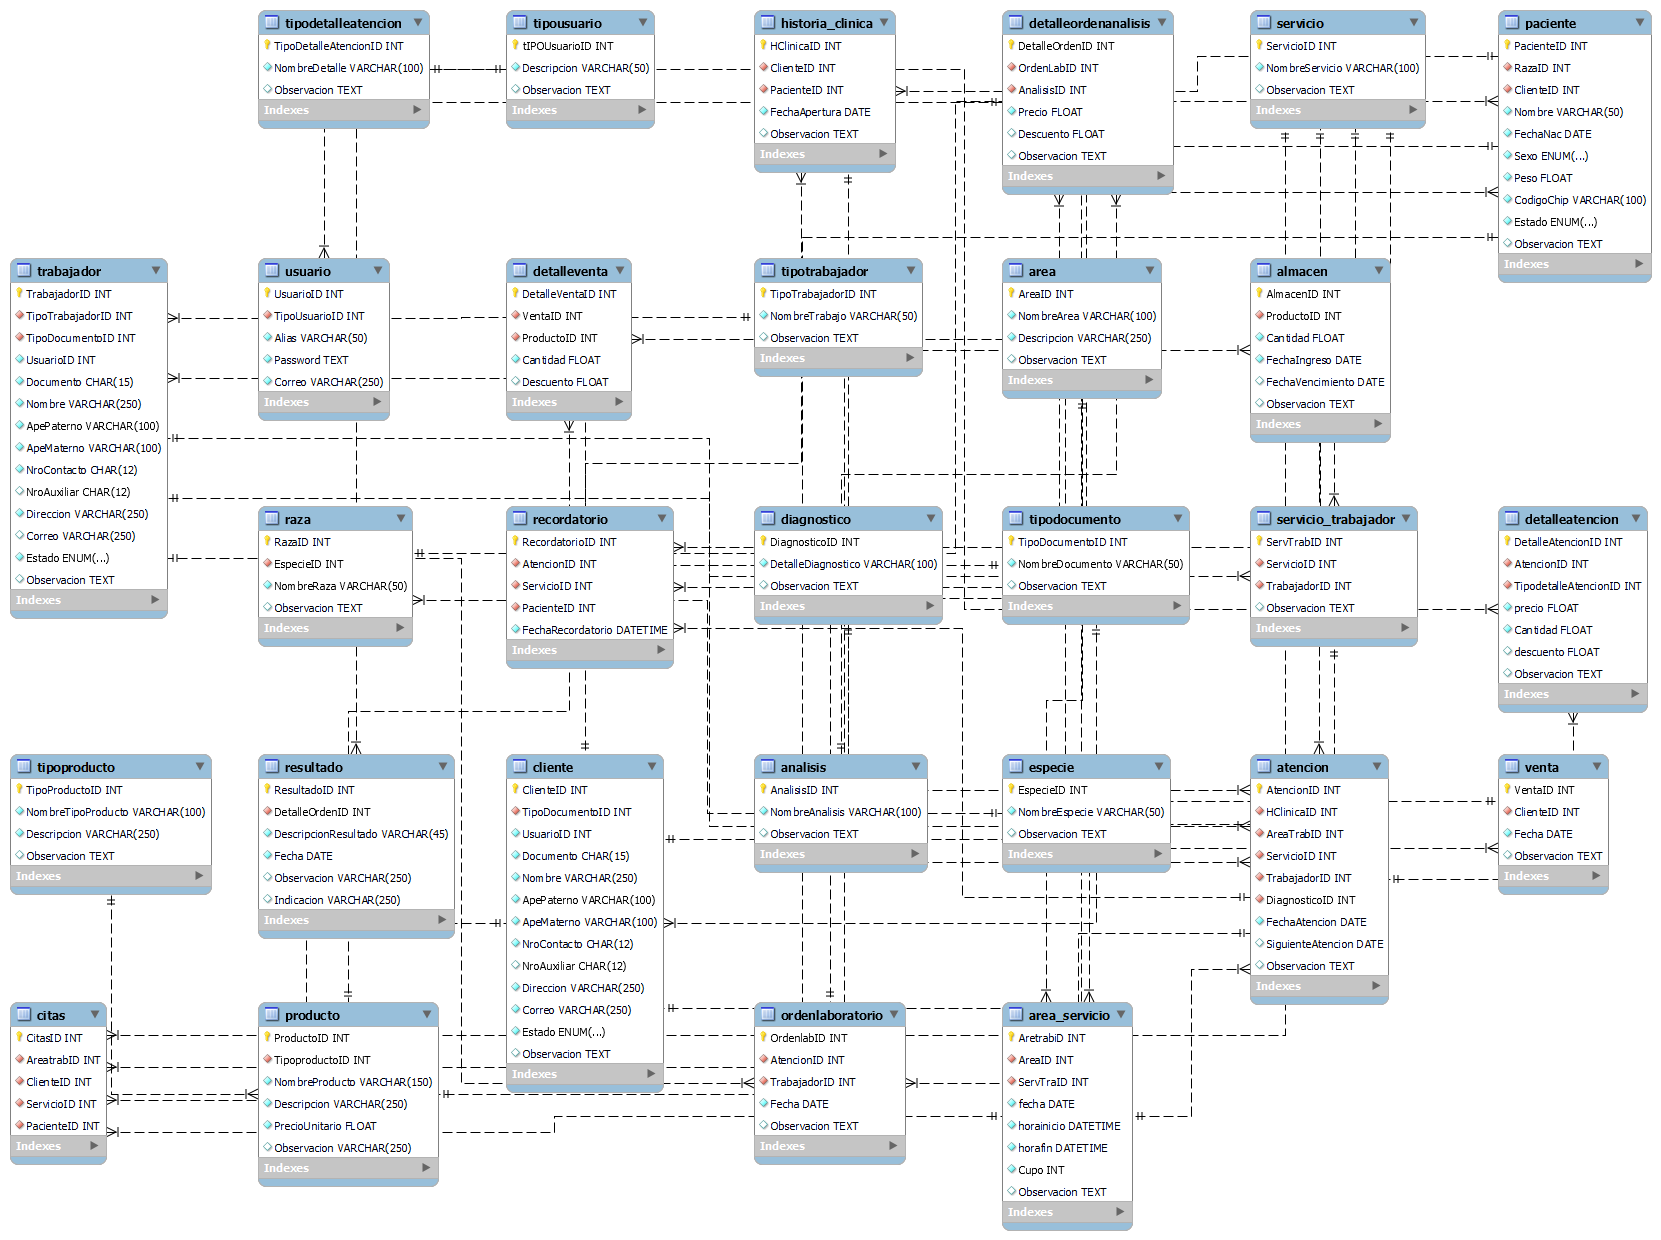 tipodetalleatencion
TipoDetalleAtencionID INT
NombreDetalle VARCHAR(100)
Observacion TEXT
Indexes
tipousuario
tIPOUsuarioID INT
Descripcion VARCHAR(50)
Observacion TEXT
Indexes
historia_clinica
HClinicaID INT
ClienteID INT
PacienteID INT
FechaApertura DATE
Observacion TEXT
Indexes
detalleordenanalisis
DetalleOrdenID INT
OrdenLabID INT
AnalisisID INT
Precio FLOAT
Descuento FLOAT
Observacion TEXT
Indexes
servicio
ServicioID INT
NombreServicio VARCHAR(100)
Observacion TEXT
Indexes
paciente
PacienteID INT
RazaID INT
ClienteID INT
Nombre VARCHAR(50)
FechaNac DATE
Sexo ENUM(...)
Peso FLOAT
CodigoChip VARCHAR(100)
Estado ENUM(...)
Observacion TEXT
Indexes
trabajador
TrabajadorID INT
TipoTrabajadorID INT
TipoDocumentoID INT
UsuarioID INT
Documento CHAR(15)
Nombre VARCHAR(250)
ApePaterno VARCHAR(100)
ApeMaterno VARCHAR(100)
NroContacto CHAR(12)
NroAuxiliar CHAR(12)
Direccion VARCHAR(250)
Correo VARCHAR(250)
Estado ENUM(...)
Observacion TEXT
Indexes
usuario
UsuarioID INT
TipoUsuarioID INT
Alias VARCHAR(50)
Password TEXT
Correo VARCHAR(250)
Indexes
detalleventa
DetalleVentaID INT
VentaID INT
ProductoID INT
Cantidad FLOAT
Descuento FLOAT
Indexes
tipotrabajador
TipoTrabajadorID INT
NombreTrabajo VARCHAR(50)
Observacion TEXT
Indexes
area
AreaID INT
NombreArea VARCHAR(100)
Descripcion VARCHAR(250)
Observacion TEXT
Indexes
almacen
AlmacenID INT
ProductoID INT
Cantidad FLOAT
FechaIngreso DATE
FechaVencimiento DATE
Observacion TEXT
Indexes
raza
RazaID INT
EspecieID INT
NombreRaza VARCHAR(50)
Observacion TEXT
Indexes
recordatorio
RecordatorioID INT
AtencionID INT
ServicioID INT
PacienteID INT
FechaRecordatorio DATETIME
Indexes
diagnostico
DiagnosticoID INT
DetalleDiagnostico VARCHAR(100)
Observacion TEXT
Indexes
tipodocumento
TipoDocumentoID INT
NombreDocumento VARCHAR(50)
Observacion TEXT
Indexes
servicio_trabajador
ServTrabID INT
ServicioID INT
TrabajadorID INT
Observacion TEXT
Indexes
detalleatencion
DetalleAtencionID INT
AtencionID INT
TipodetalleAtencionID INT
precio FLOAT
Cantidad FLOAT
descuento FLOAT
Observacion TEXT
Indexes
tipoproducto
TipoProductoID INT
NombreTipoProducto VARCHAR(100)
Descripcion VARCHAR(250)
Observacion TEXT
Indexes
resultado
ResultadoID INT
DetalleOrdenID INT
DescripcionResultado VARCHAR(45)
Fecha DATE
Observacion VARCHAR(250)
Indicacion VARCHAR(250)
Indexes
cliente
ClienteID INT
TipoDocumentoID INT
UsuarioID INT
Documento CHAR(15)
Nombre VARCHAR(250)
ApePaterno VARCHAR(100)
ApeMaterno VARCHAR(100)
NroContacto CHAR(12)
NroAuxiliar CHAR(12)
Direccion VARCHAR(250)
Correo VARCHAR(250)
Estado ENUM(...)
Observacion TEXT
Indexes
analisis
AnalisisID INT
NombreAnalisis VARCHAR(100)
Observacion TEXT
Indexes
especie
EspecieID INT
NombreEspecie VARCHAR(50)
Observacion TEXT
Indexes
atencion
AtencionID INT
HClinicaID INT
AreaTrabID INT
ServicioID INT
TrabajadorID INT
DiagnosticoID INT
FechaAtencion DATE
SiguienteAtencion DATE
Observacion TEXT
Indexes
venta
VentaID INT
ClienteID INT
Fecha DATE
Observacion TEXT
Indexes
citas
CitasID INT
AreatrabID INT
ClienteID INT
ServicioID INT
PacienteID INT
Indexes
producto
ProductoID INT
TipoproductoID INT
NombreProducto VARCHAR(150)
Descripcion VARCHAR(250)
PrecioUnitario FLOAT
Observacion VARCHAR(250)
Indexes
ordenlaboratorio
OrdenlabID INT
AtencionID INT
TrabajadorID INT
Fecha DATE
Observacion TEXT
Indexes
area_servicio
AretrabiD INT
AreaID INT
ServTraID INT
fecha DATE
horainicio DATETIME
horafin DATETIME
Cupo INT
Observacion TEXT
Indexes